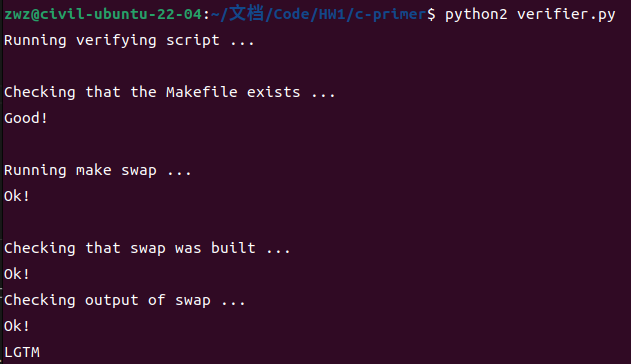 zwz@civil-ubuntu-22-04:~/文档/Code/HW1/c-primer$ python2 verifier.py
Running verifying script ...
Checking that the Makefile exists ...
Good!
Running make swap ...
Ok!
Checking that swap was built ...
Ok!
Checking output of swap ...
Ok!
LGTM